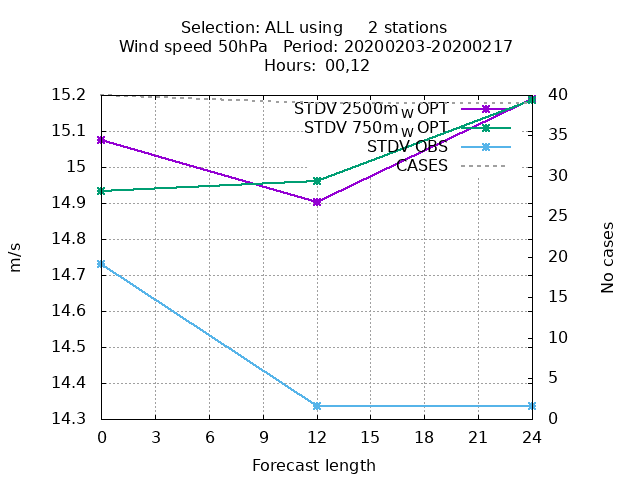 Selection: ALL using     2 stations
Wind speed 50hPa   Period: 20200203-20200217
Hours: 00,12
STDV 2500m_W OPT
STDV 750m_W OPT
STDV OBS
CASES
15.2
15.1
15
14.9
14.8
14.7
14.6
14.5
14.4
14.3
40
35
30
25
20
15
10
5
0
m/s
No cases
0 3 6 9 12 15 18 21 24
Forecast length